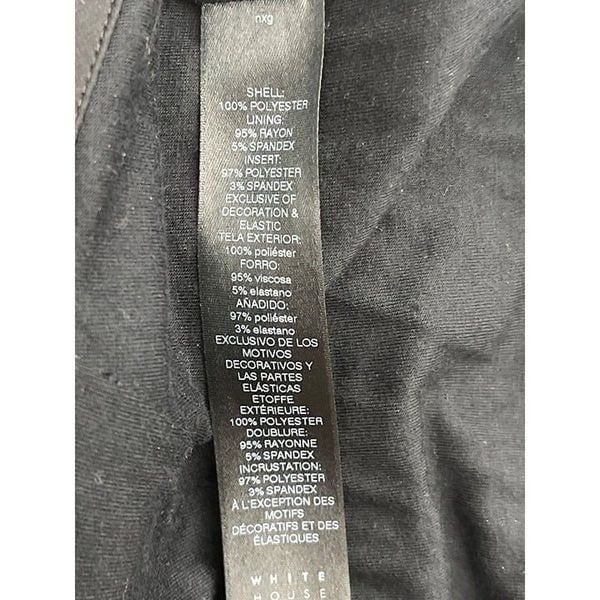 nxg
SHELL:
100% POLYESTER
LINING:
95% RAYON
5% SPANDEX
INSERT:
97% POLYESTER
3% SPANDEX
EXCLUSIVE OF
DECORATION &
ELASTIC
TELA EXTERIOR:
100% poliéster
FORRO:
95% viscosa
5% elastano
AÑADIDO:
97% poliéster
3% elastano
EXCLUSIVO DE LOS
MOTIVOS
DECORATIVOS Y
LAS PARTES
ELÁSTICAS
ETOFFE
EXTÉRIEURE:
100% POLYESTER
DOUBLURE:
95% RAYONNE
5% SPANDEX
INCRUSTATION:
97% POLYESTER
3% SPANDEX
À L'EXCEPTION DES
MOTIFS
DÉCORATIFS ET DES
ÉLASTIQUES
WHITE
HOUSE